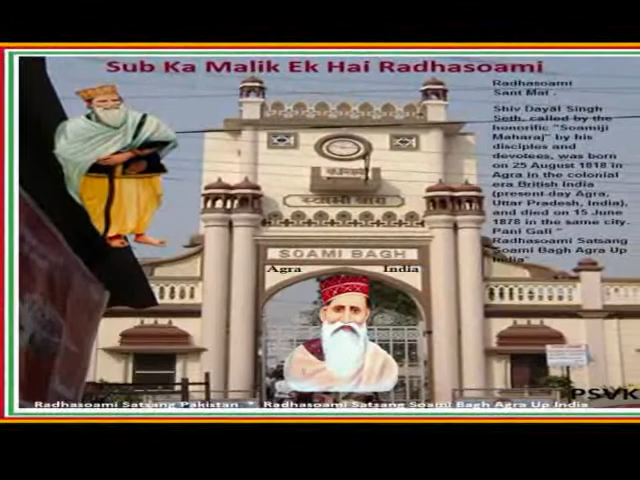 Sub Ka Malik Ek Hai Radhasoami
Radhasoami
Sant Mat .
Shiv Dayal Singh
Seth, called by the
honorific "Soamiji
Maharaj" by his
disciples and
devotees, was born
on 25 August 1818 in
Agra in the colonial
era British India
(present-day Agra,
Uttar Pradesh, India),
and died on 15 June
1878 in the same city.
Pani Gali "
Radhasoami Satsang
Soami Bagh Agra Up
India"
स्वामी बाग
SOAMI BAGH
Agra India
PSVK
Radhasoami Satsang Pakistan * Radhasoami Satsang Soami Bagh Agra Up India